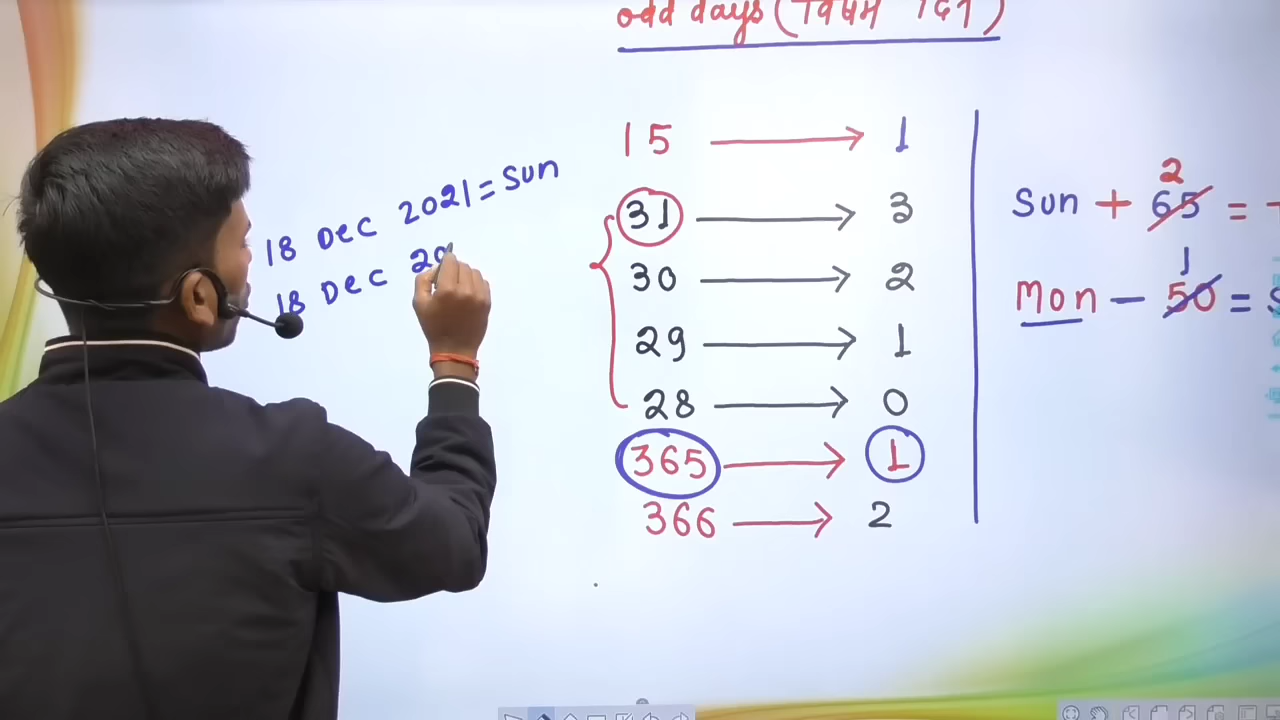 odd days (विषम दिन)
18 Dec 2021 = Sun
18 Dec 20
15 → 1
31 → 3
30 → 2
29 → 1
28 → 0
365 → 1
366 → 2
2
Sun + 65 =
1
Mon - 50 =